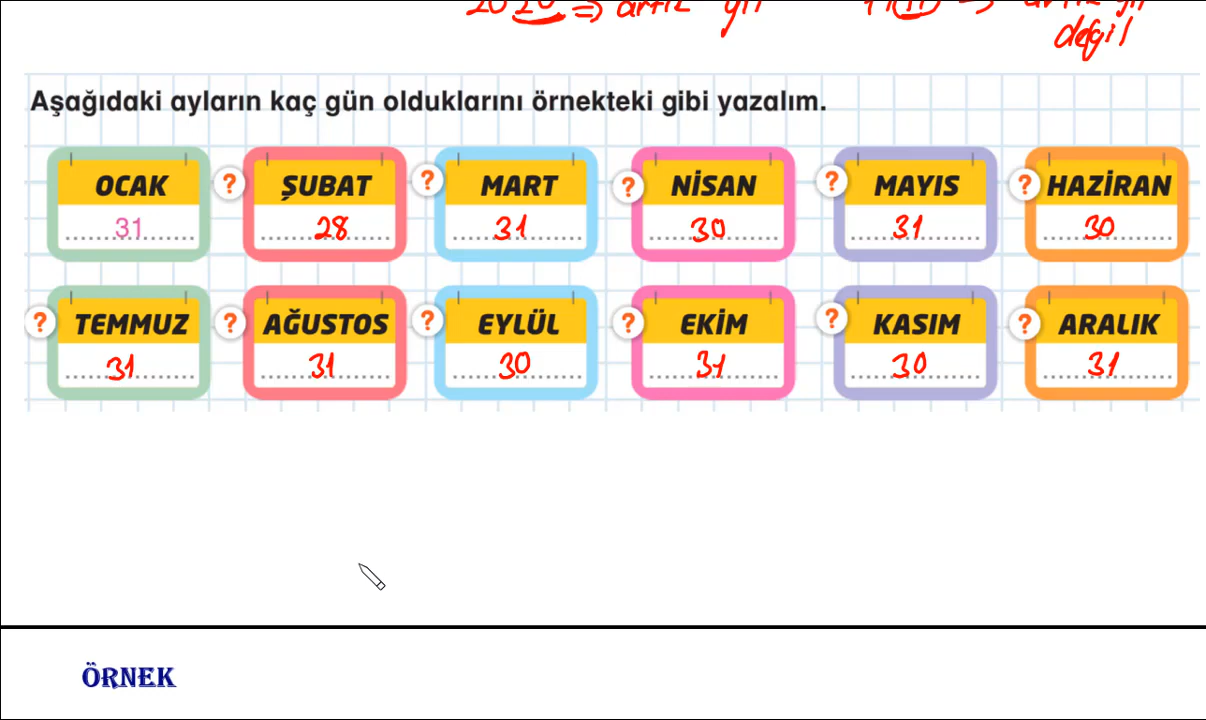 2020 ⇒ artık yıl
değil
Aşağıdaki ayların kaç gün olduklarını örnekteki gibi yazalım.
OCAK ? ŞUBAT ? MART ? NİSAN ? MAYIS ? HAZİRAN
31 28 31 30 31 30
? TEMMUZ ? AĞUSTOS ? EYLÜL ? EKİM ? KASIM ? ARALIK
31 31 30 31 30 31
ÖRNEK